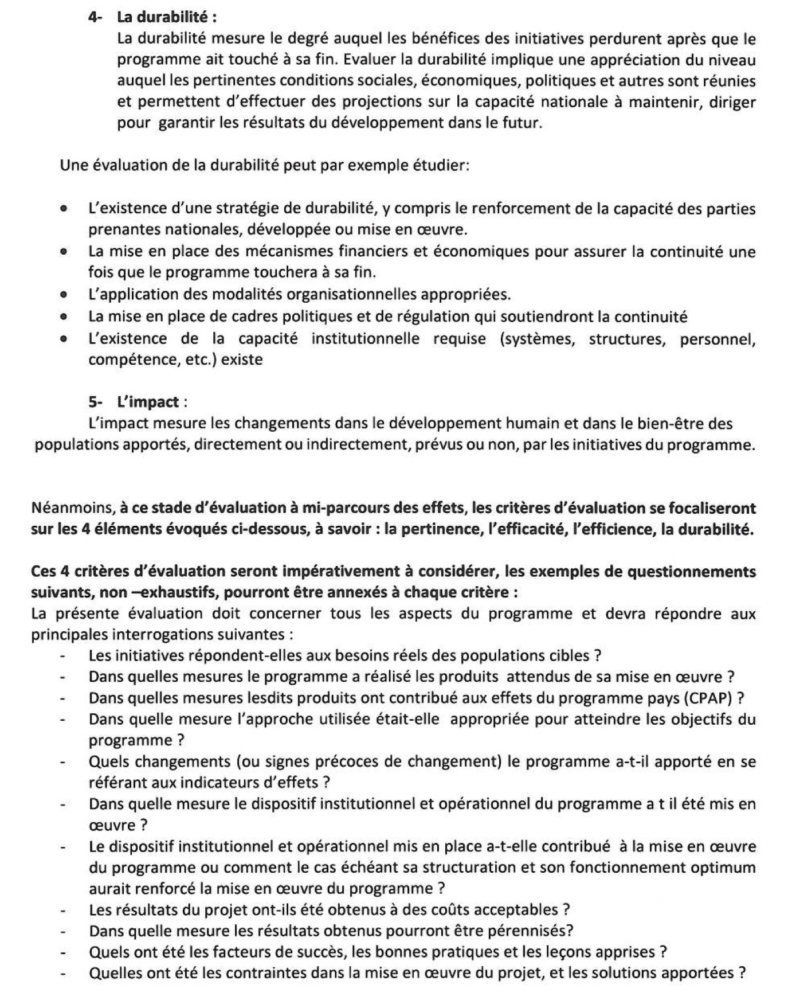 4- La durabilité :
La durabilité mesure le degré auquel les bénéfices des initiatives perdurent après que le
programme ait touché à sa fin. Evaluer la durabilité implique une appréciation du niveau
auquel les pertinentes conditions sociales, économiques, politiques et autres sont réunies
et permettent d’effectuer des projections sur la capacité nationale à maintenir, diriger
pour garantir les résultats du développement dans le futur.
Une évaluation de la durabilité peut par exemple étudier:
• L’existence d’une stratégie de durabilité, y compris le renforcement de la capacité des parties
prenantes nationales, développée ou mise en œuvre.
• La mise en place des mécanismes financiers et économiques pour assurer la continuité une
fois que le programme touchera à sa fin.
• L’application des modalités organisationnelles appropriées.
• La mise en place de cadres politiques et de régulation qui soutiendront la continuité
• L’existence de la capacité institutionnelle requise (systèmes, structures, personnel,
compétence, etc.) existe
5- L’impact :
L’impact mesure les changements dans le développement humain et dans le bien-être des
populations apportés, directement ou indirectement, prévus ou non, par les initiatives du programme.
Néanmoins, à ce stade d’évaluation à mi-parcours des effets, les critères d’évaluation se focaliseront
sur les 4 éléments évoqués ci-dessous, à savoir : la pertinence, l’efficacité, l’efficience, la durabilité.
Ces 4 critères d’évaluation seront impérativement à considérer, les exemples de questionnements
suivants, non –exhaustifs, pourront être annexés à chaque critère :
La présente évaluation doit concerner tous les aspects du programme et devra répondre aux
principales interrogations suivantes :
- Les initiatives répondent-elles aux besoins réels des populations cibles ?
- Dans quelles mesures le programme a réalisé les produits attendus de sa mise en œuvre ?
- Dans quelles mesures lesdits produits ont contribué aux effets du programme pays (CPAP) ?
- Dans quelle mesure l’approche utilisée était-elle appropriée pour atteindre les objectifs du
programme ?
- Quels changements (ou signes précoces de changement) le programme a-t-il apporté en se
référant aux indicateurs d’effets ?
- Dans quelle mesure le dispositif institutionnel et opérationnel du programme a t il été mis en
œuvre ?
- Le dispositif institutionnel et opérationnel mis en place a-t-elle contribué à la mise en œuvre
du programme ou comment le cas échéant sa structuration et son fonctionnement optimum
aurait renforcé la mise en œuvre du programme ?
- Les résultats du projet ont-ils été obtenus à des coûts acceptables ?
- Dans quelle mesure les résultats obtenus pourront être pérennisés?
- Quels ont été les facteurs de succès, les bonnes pratiques et les leçons apprises ?
- Quelles ont été les contraintes dans la mise en œuvre du projet, et les solutions apportées ?